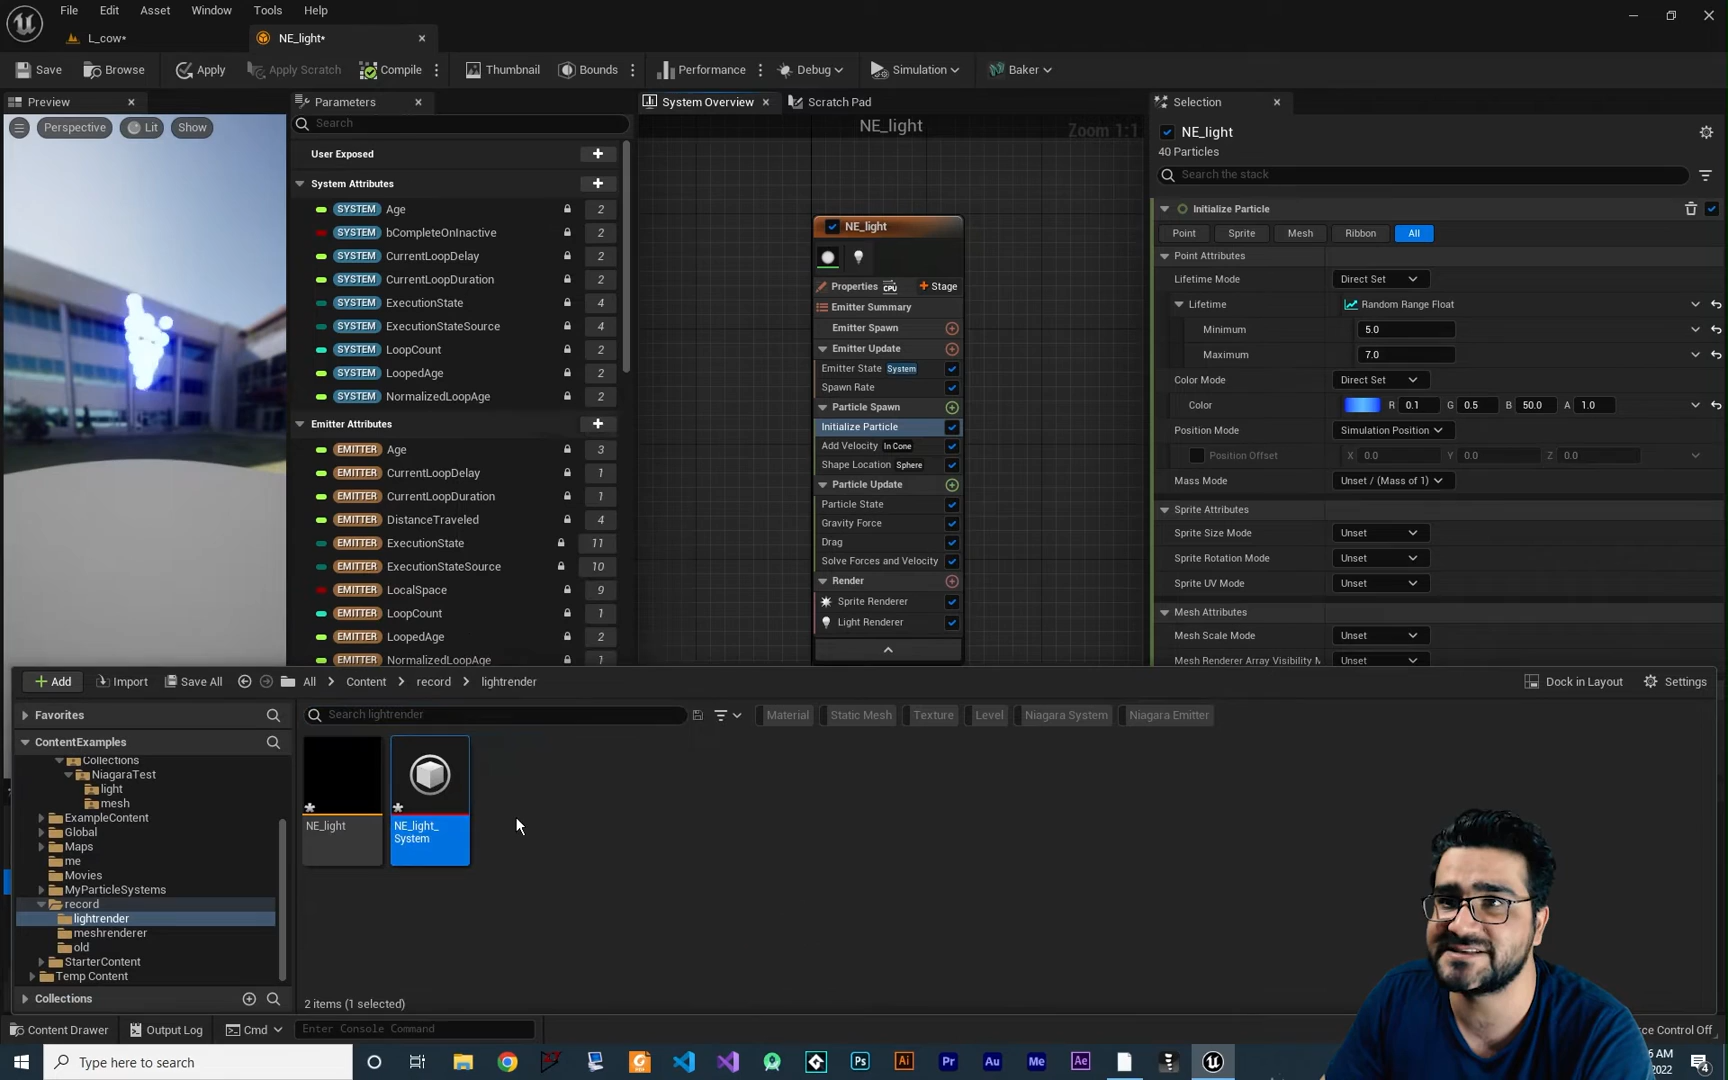 File Edit Asset Window Tools Help
L_cow*
NE_light*
Save Browse Apply Apply Scratch Compile Thumbnail Bounds Performance Debug Simulation Baker
Preview
Perspective Lit Show
Parameters
Search
User Exposed
System Attributes
SYSTEM Age 2
SYSTEM bCompleteOnInactive 2
SYSTEM CurrentLoopDelay 2
SYSTEM CurrentLoopDuration 2
SYSTEM ExecutionState 4
SYSTEM ExecutionStateSource 4
SYSTEM LoopCount 2
SYSTEM LoopedAge 2
SYSTEM NormalizedLoopAge 2
Emitter Attributes
EMITTER Age 3
EMITTER CurrentLoopDelay 1
EMITTER CurrentLoopDuration 1
EMITTER DistanceTraveled 4
EMITTER ExecutionState 11
EMITTER ExecutionStateSource 10
EMITTER LocalSpace 9
EMITTER LoopCount 1
EMITTER LoopedAge 2
EMITTER NormalizedLoopAge 1
System Overview
Scratch Pad
NE_light
Zoom 1:1
NE_light
Properties CPU Stage
Emitter Summary
Emitter Spawn
Emitter Update
Emitter State System
Spawn Rate
Particle Spawn
Initialize Particle
Add Velocity In Cone
Shape Location Sphere
Particle Update
Particle State
Gravity Force
Drag
Solve Forces and Velocity
Render
Sprite Renderer
Light Renderer
Selection
NE_light
40 Particles
Search the stack
Initialize Particle
Point Sprite Mesh Ribbon All
Point Attributes
Lifetime Mode Direct Set
Lifetime Random Range Float
Minimum 5.0
Maximum 7.0
Color Mode Direct Set
Color R 0.1 G 0.5 B 50.0 A 1.0
Position Mode Simulation Position
Position Offset X 0.0 Y 0.0 Z 0.0
Mass Mode Unset / (Mass of 1)
Sprite Attributes
Sprite Size Mode Unset
Sprite Rotation Mode Unset
Sprite UV Mode Unset
Mesh Attributes
Mesh Scale Mode Unset
Mesh Renderer Array Visibility M Unset
Add Import Save All All Content record lightrender Dock in Layout Settings
Favorites
ContentExamples
Collections
NiagaraTest
light
mesh
ExampleContent
Global
Maps
me
Movies
MyParticleSystems
record
lightrender
meshrenderer
old
StarterContent
Temp Content
Collections
Search lightrender
Material Static Mesh Texture Level Niagara System Niagara Emitter
NE_light
NE_light_
System
2 items (1 selected)
Content Drawer Output Log Cmd Enter Console Command
Control Off
Type here to search
Ps Ai Pr Au Me Ae
AM
2022
4